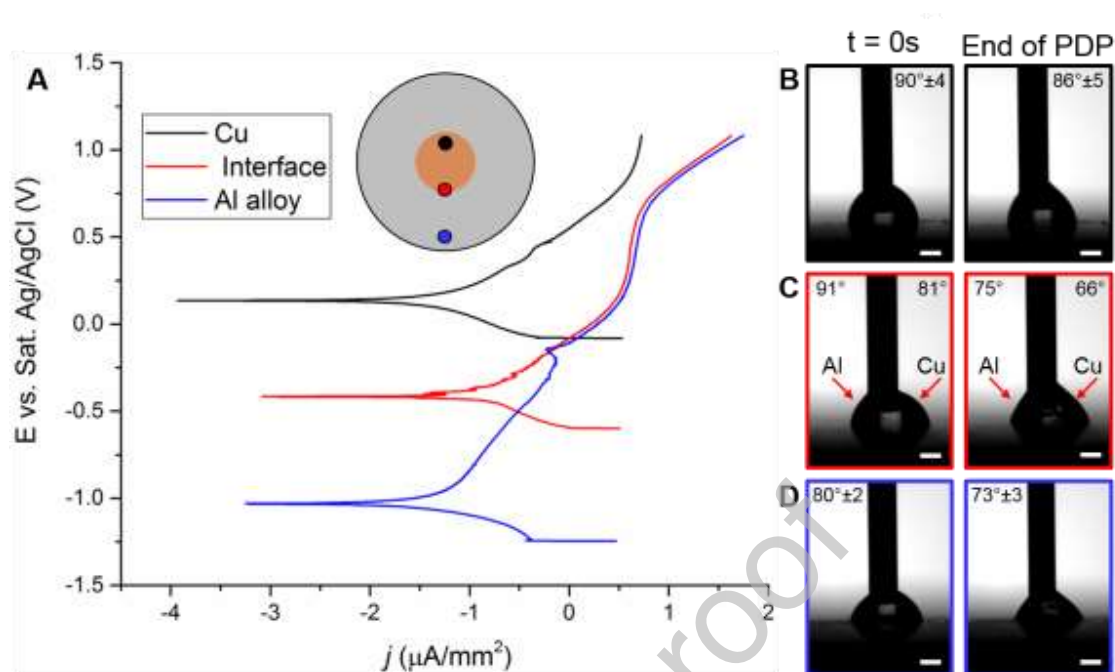 t = 0s
End of PDP
A
1.5
1.0
0.5
0.0
-0.5
-1.0
-1.5
E vs. Sat. Ag/AgCl (V)
Cu
Interface
Al alloy
-4
-3
-2
-1
0
1
2
j (μA/mm²)
B
90°±4
86°±5
C
91°
81°
75°
66°
Al
Cu
Al
Cu
D
80°±2
73°±3
roof